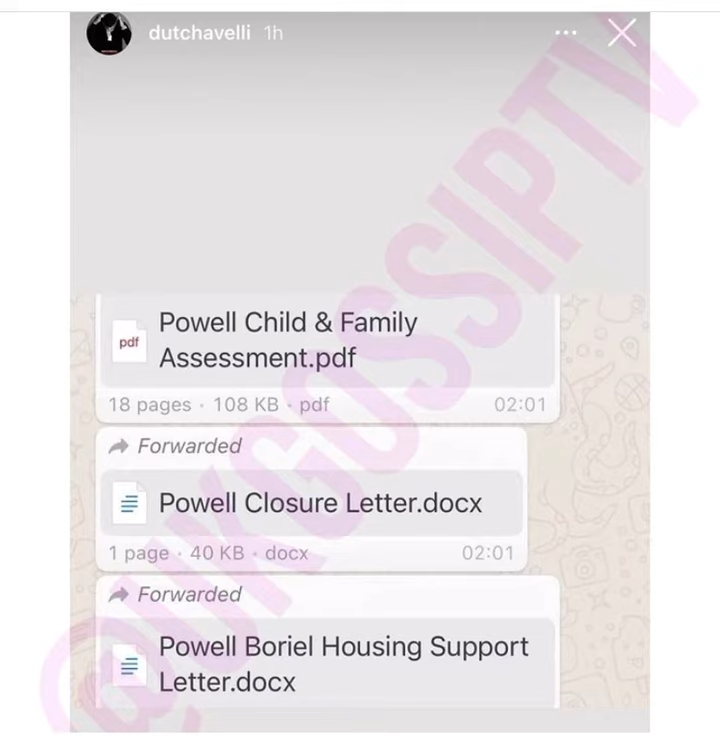 dutchavelli 1h
Powell Child & Family
Assessment.pdf
pdf
18 pages · 108 KB · pdf 02:01
Forwarded
Powell Closure Letter.docx
1 page · 40 KB · docx 02:01
Forwarded
Powell Boriel Housing Support
Letter.docx
@UKGOSSIPTV